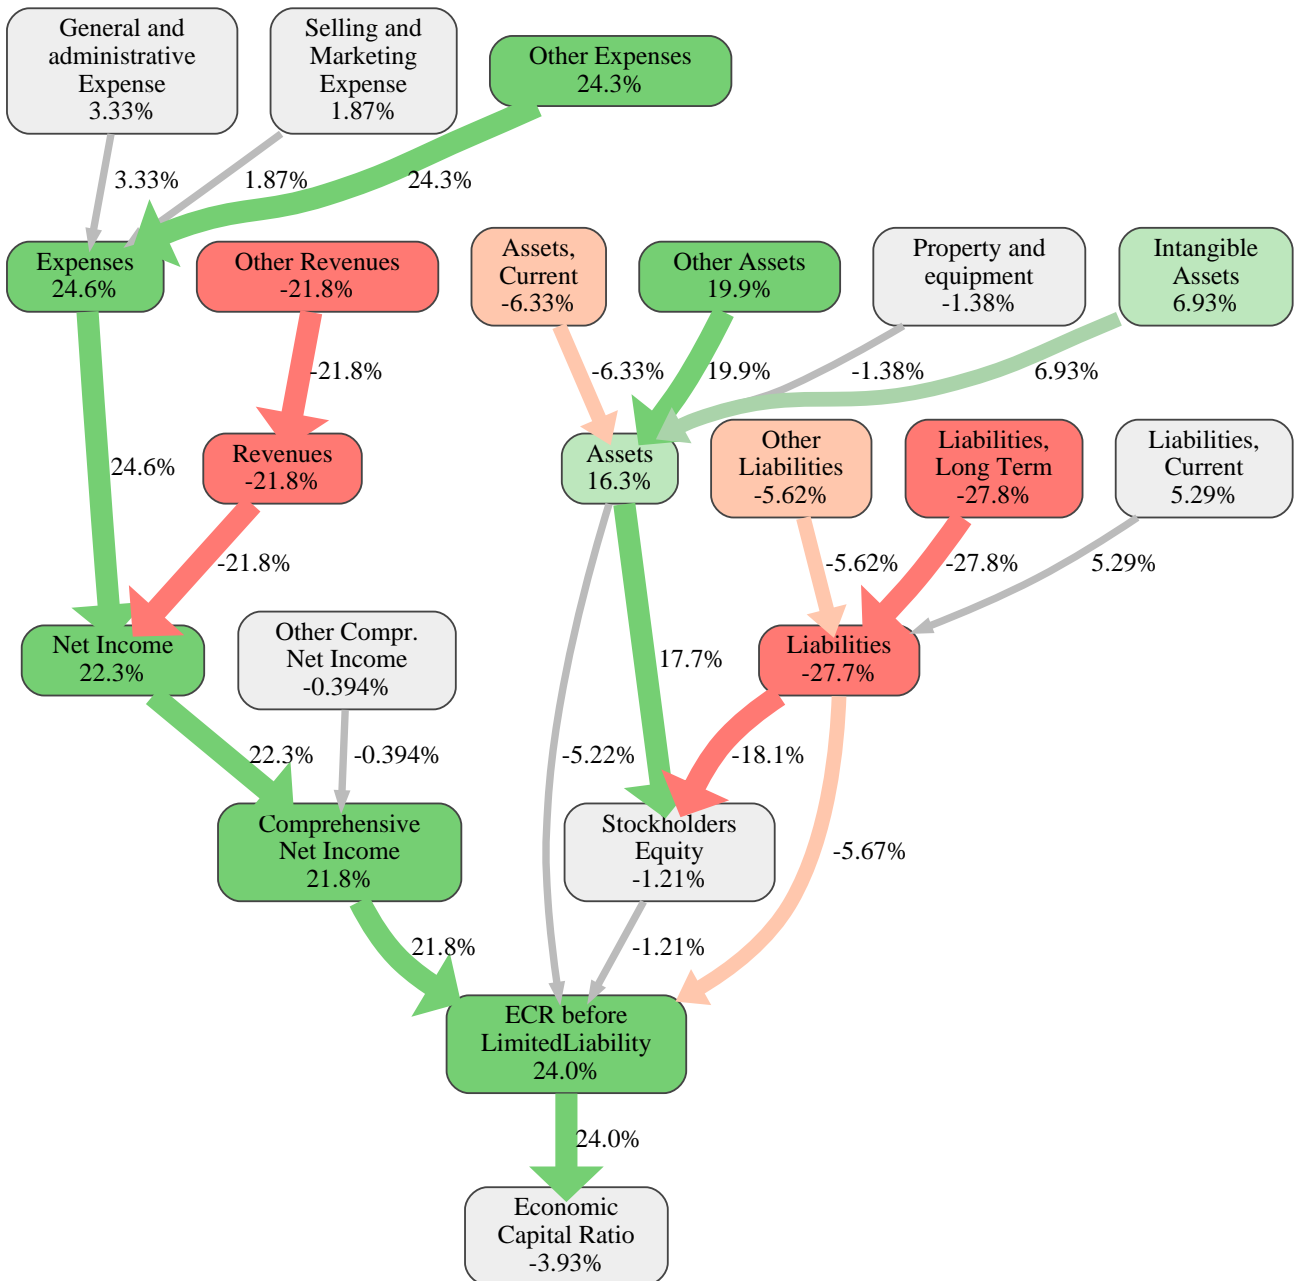 General and
administrative
Expense
3.33%
Selling and
Marketing
Expense
1.87%
Other Expenses
24.3%
3.33%
1.87%
24.3%
Expenses
24.6%
Other Revenues
-21.8%
Assets,
Current
-6.33%
Other Assets
19.9%
Property and
equipment
-1.38%
Intangible
Assets
6.93%
-21.8%
-6.33%
19.9%
-1.38%
6.93%
24.6%
Revenues
-21.8%
Assets
16.3%
Other
Liabilities
-5.62%
Liabilities,
Long Term
-27.8%
Liabilities,
Current
5.29%
-21.8%
-5.62%
-27.8%
5.29%
Net Income
22.3%
Other Compr.
Net Income
-0.394%
17.7%
Liabilities
-27.7%
22.3%
-0.394%
-5.22%
-18.1%
Comprehensive
Net Income
21.8%
Stockholders
Equity
-1.21%
-5.67%
21.8%
-1.21%
ECR before
LimitedLiability
24.0%
24.0%
Economic
Capital Ratio
-3.93%